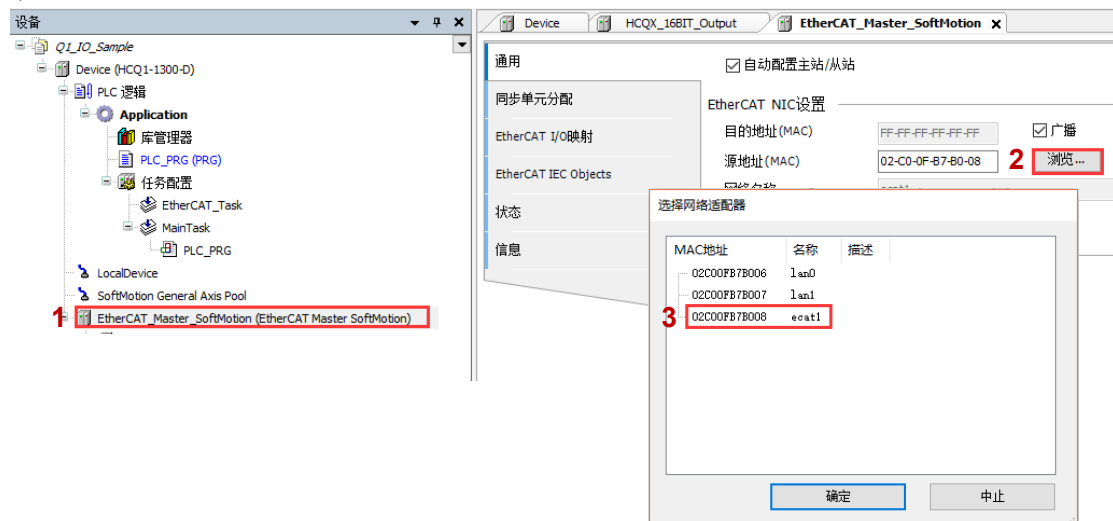 设备
Q1_IO_Sample
Device (HCQ1-1300-D)
PLC 逻辑
Application
库管理器
PLC_PRG (PRG)
任务配置
EtherCAT_Task
MainTask
PLC_PRG
LocalDevice
SoftMotion General Axis Pool
1
EtherCAT_Master_SoftMotion (EtherCAT Master SoftMotion)
Device
HCQX_16BIT_Output
EtherCAT_Master_SoftMotion
通用
同步单元分配
EtherCAT I/O映射
EtherCAT IEC Objects
状态
信息
自动配置主站/从站
EtherCAT NIC设置
目的地址(MAC) FF-FF-FF-FF-FF-FF 广播
源地址(MAC) 02-C0-0F-B7-B0-08 2 浏览...
选择网络适配器
MAC地址 名称 描述
02C00FB7B006 lan0
02C00FB7B007 lan1
3 02C00FB7B008 ecat1
确定 中止